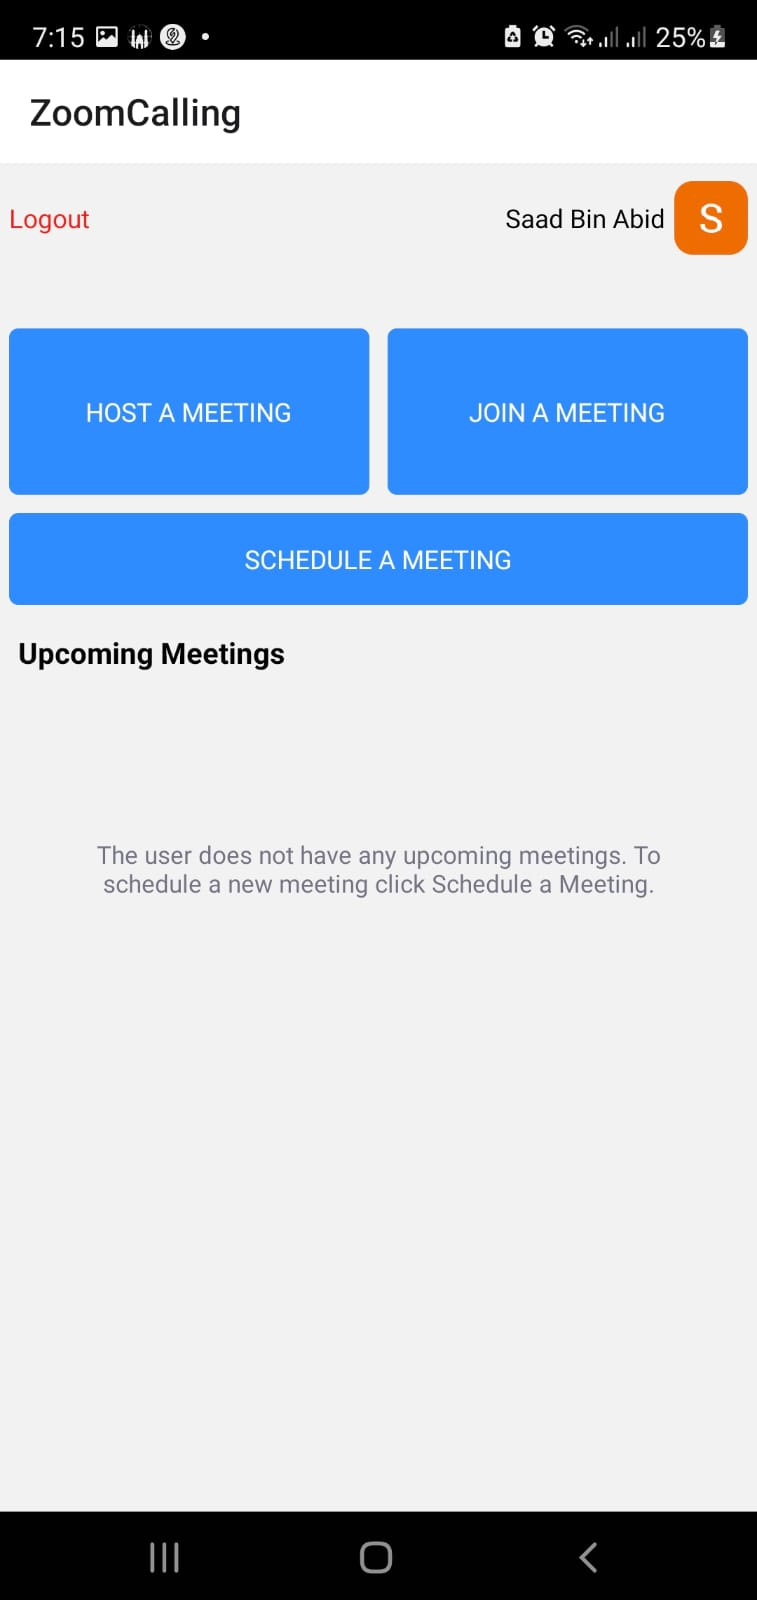 7:15
25%
ZoomCalling
Logout
Saad Bin Abid
S
HOST A MEETING
JOIN A MEETING
SCHEDULE A MEETING
Upcoming Meetings
The user does not have any upcoming meetings. To
schedule a new meeting click Schedule a Meeting.